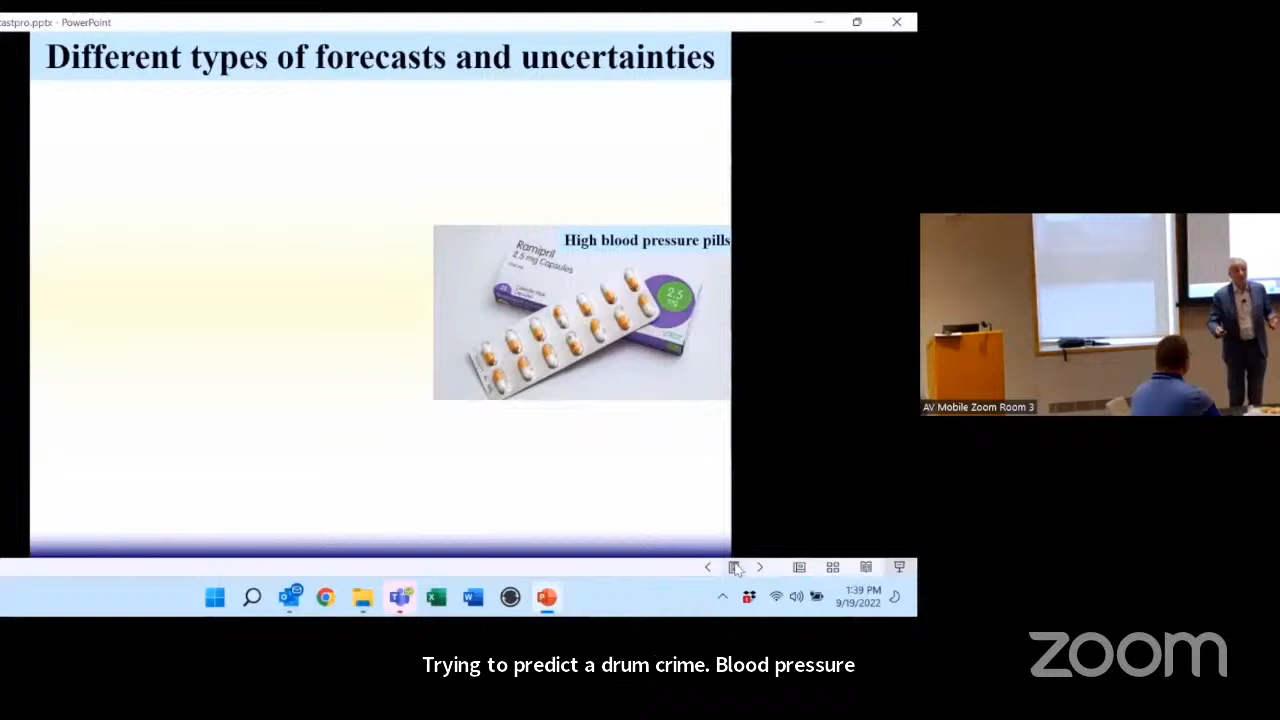 castpro.pptx - PowerPoint
Different types of forecasts and uncertainties
High blood pressure pills
Ramipril
2.5 mg Capsules
2.5
mg
AV Mobile Zoom Room 3
1:39 PM
9/19/2022
zoom
Trying to predict a drum crime. Blood pressure